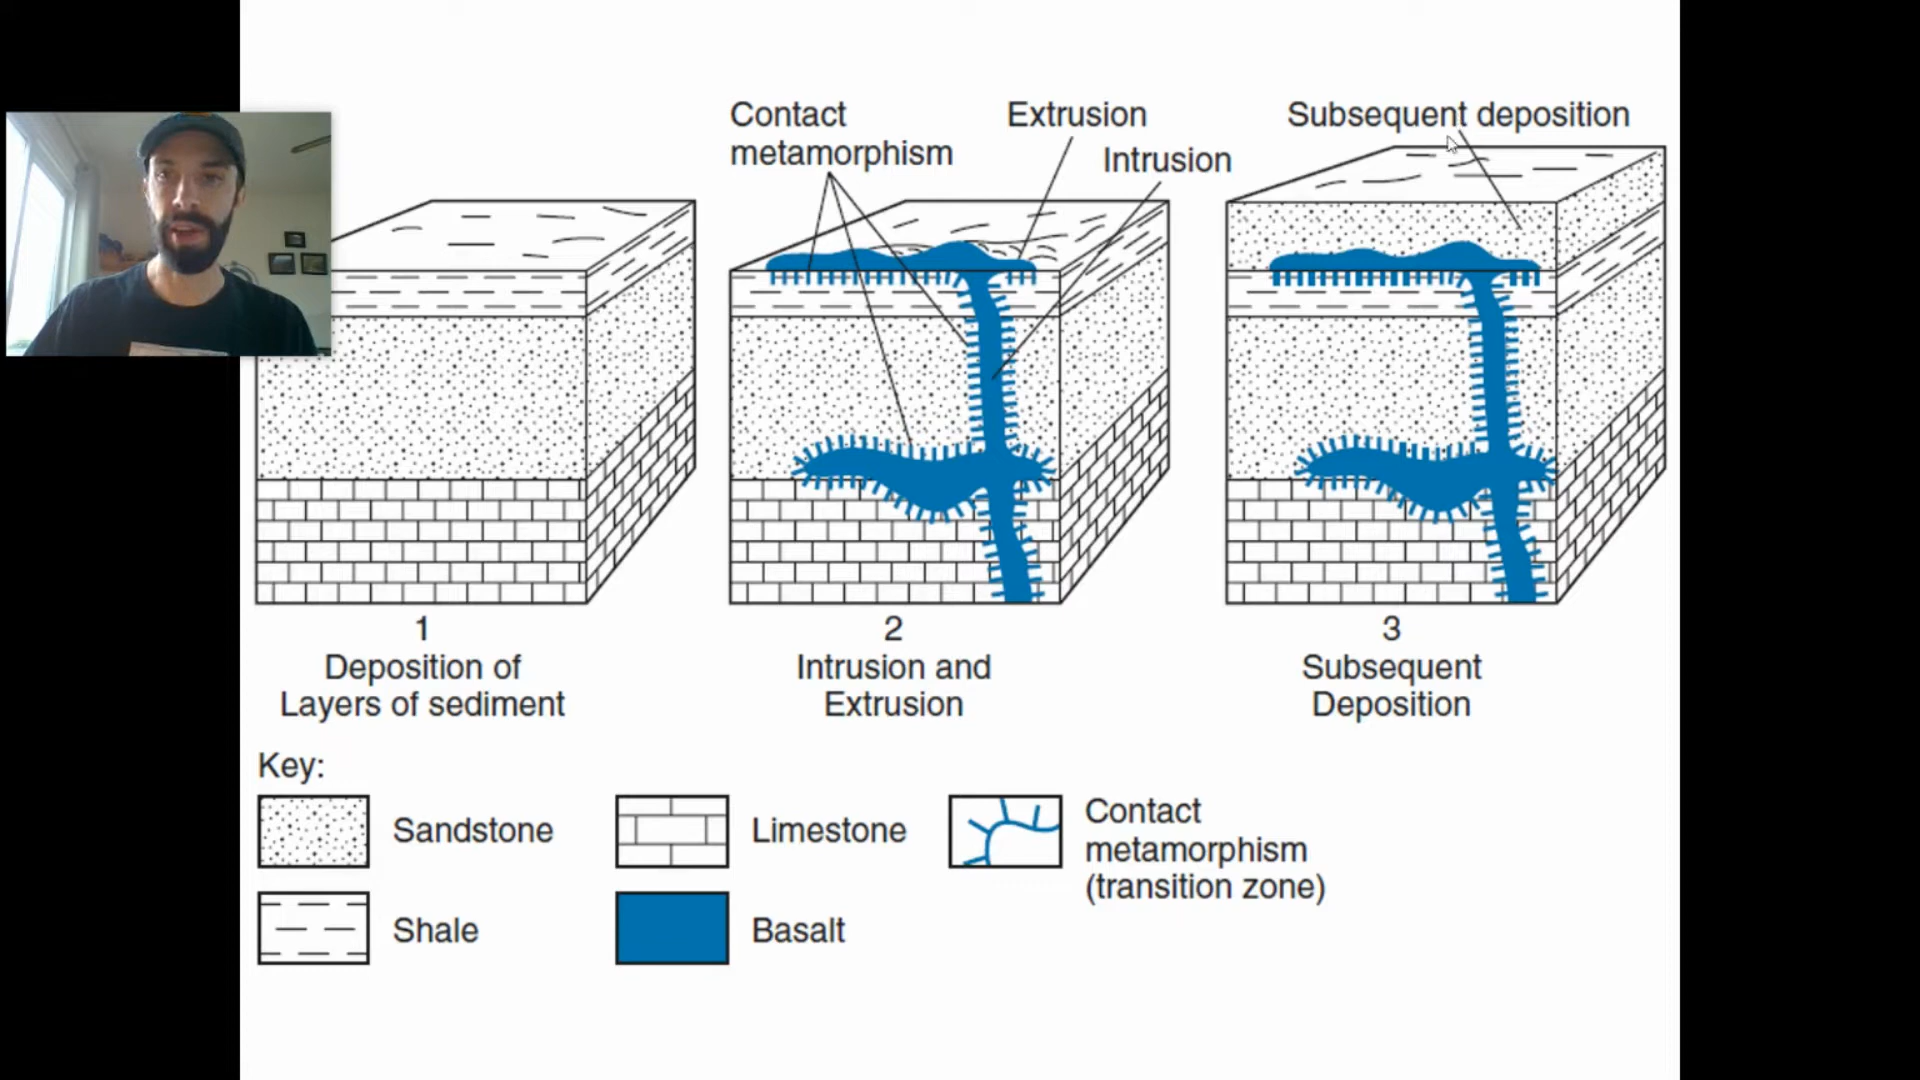 Contact
metamorphism
Extrusion
Intrusion
Subsequent deposition
1
Deposition of
Layers of sediment
2
Intrusion and
Extrusion
3
Subsequent
Deposition
Key:
Sandstone
Limestone
Contact
metamorphism
(transition zone)
Shale
Basalt